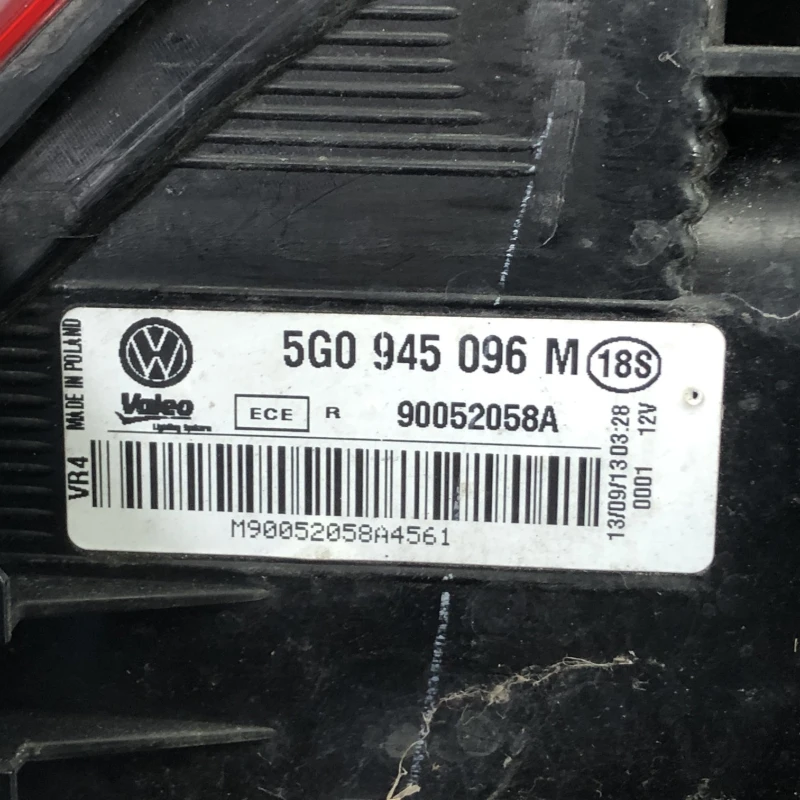 MADE IN POLAND
VW
5G0 945 096 M 18S
Valeo
Lighting Systems
ECE R 90052058A
VR4
M90052058A4561
13/09/13 03:28
0001 12V